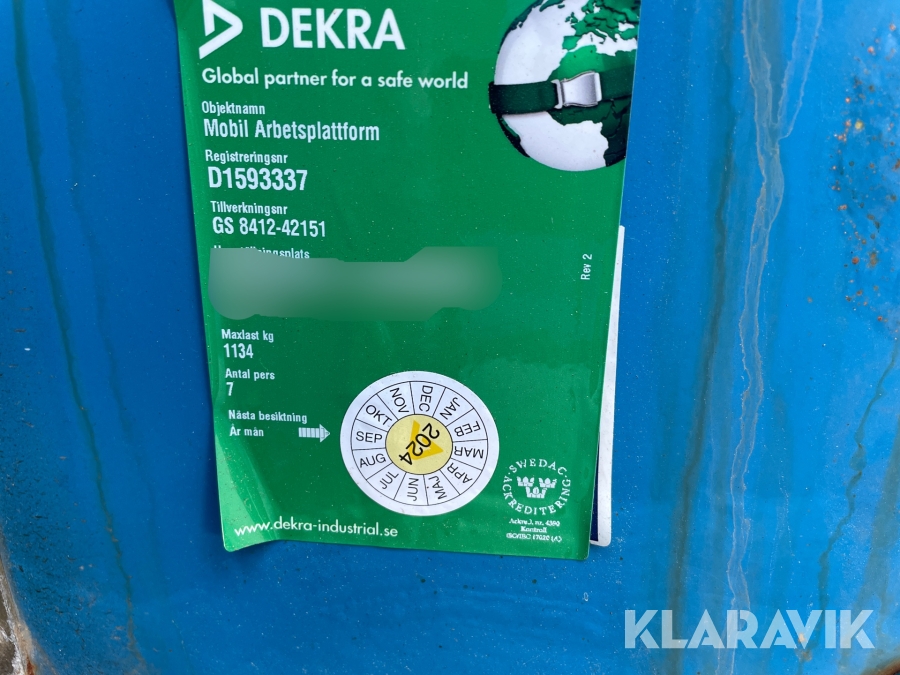 DEKRA
Global partner for a safe world
Objektnamn
Mobil Arbetsplattform
Registreringsnr
D1593337
Tillverkningsnr
GS 8412-42151
Rev 2
Maxlast kg
1134
Antal pers
7
Nästa besiktning
År mån
JAN
FEB
MAR
APR
MAJ
JUN
JUL
AUG
SEP
OKT
NOV
DEC
2024
SWEDAC
ACKREDITERING
Kontroll
www.dekra-industrial.se
KLARAVIK